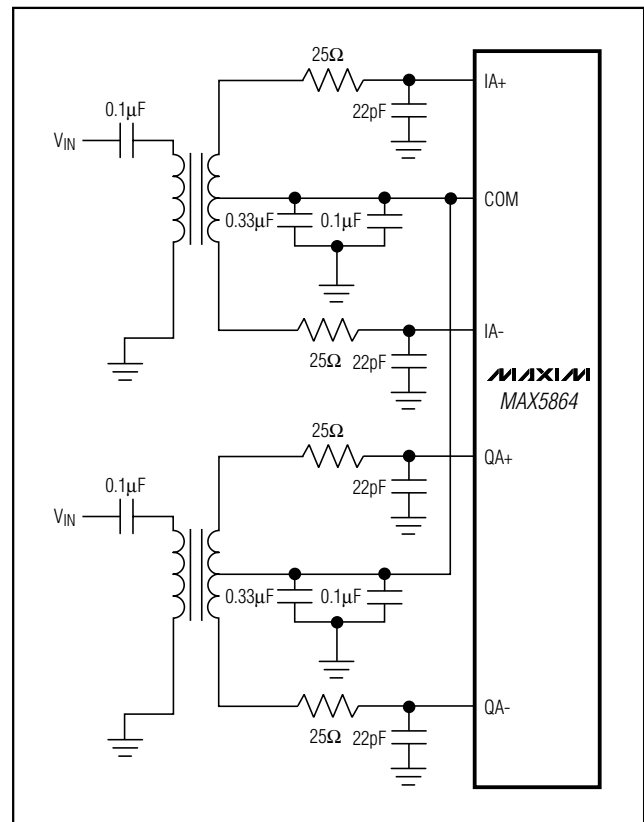 25Ω
IA+
0.1μF
22pF
VIN
COM
0.33μF 0.1μF
IA-
25Ω
22pF
MAXIM
MAX5864
25Ω
QA+
0.1μF
22pF
VIN
0.33μF 0.1μF
QA-
25Ω
22pF